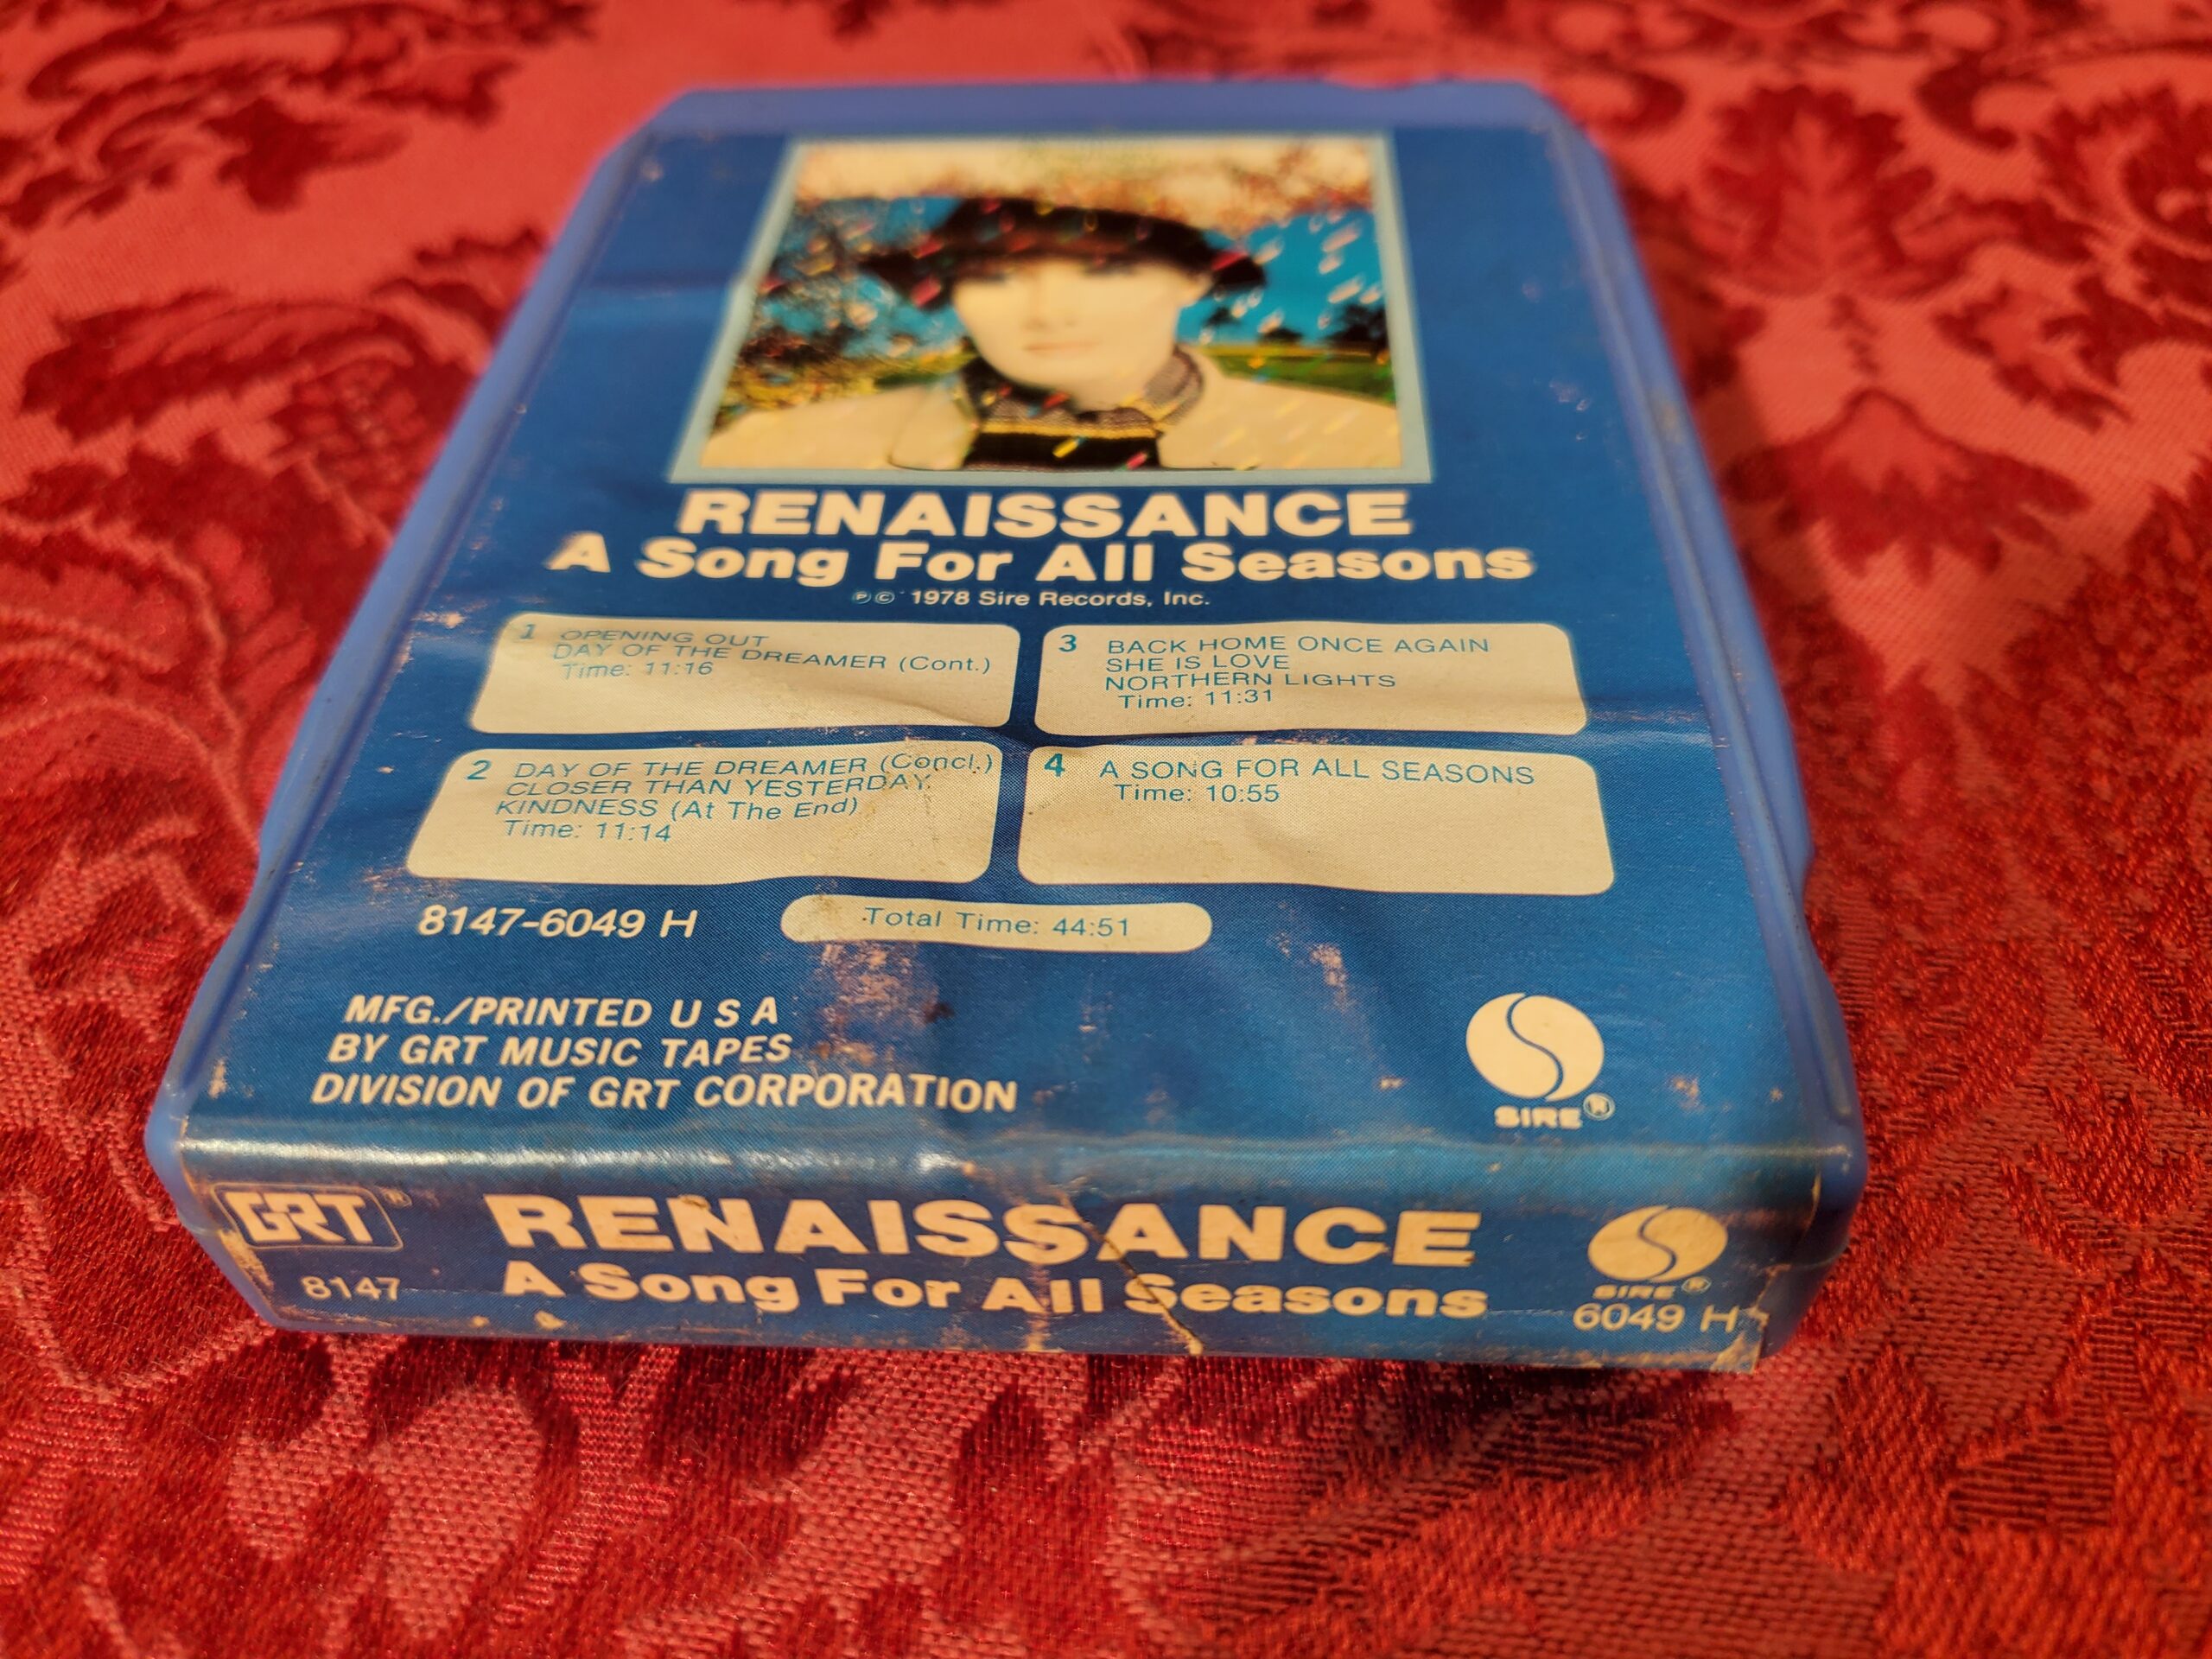 RENAISSANCE
A Song For All Seasons
℗© 1978 Sire Records, Inc.
1 OPENING OUT
DAY OF THE DREAMER (Cont.)
Time: 11:16
2 DAY OF THE DREAMER (Concl.)
CLOSER THAN YESTERDAY
KINDNESS (At The End)
Time: 11:14
3 BACK HOME ONCE AGAIN
SHE IS LOVE
NORTHERN LIGHTS
Time: 11:31
4 A SONG FOR ALL SEASONS
Time: 10:55
8147-6049 H
Total Time: 44:51
MFG./PRINTED U S A
BY GRT MUSIC TAPES
DIVISION OF GRT CORPORATION
SIRE®
GRT®
8147
RENAISSANCE
A Song For All Seasons
SIRE®
6049 H